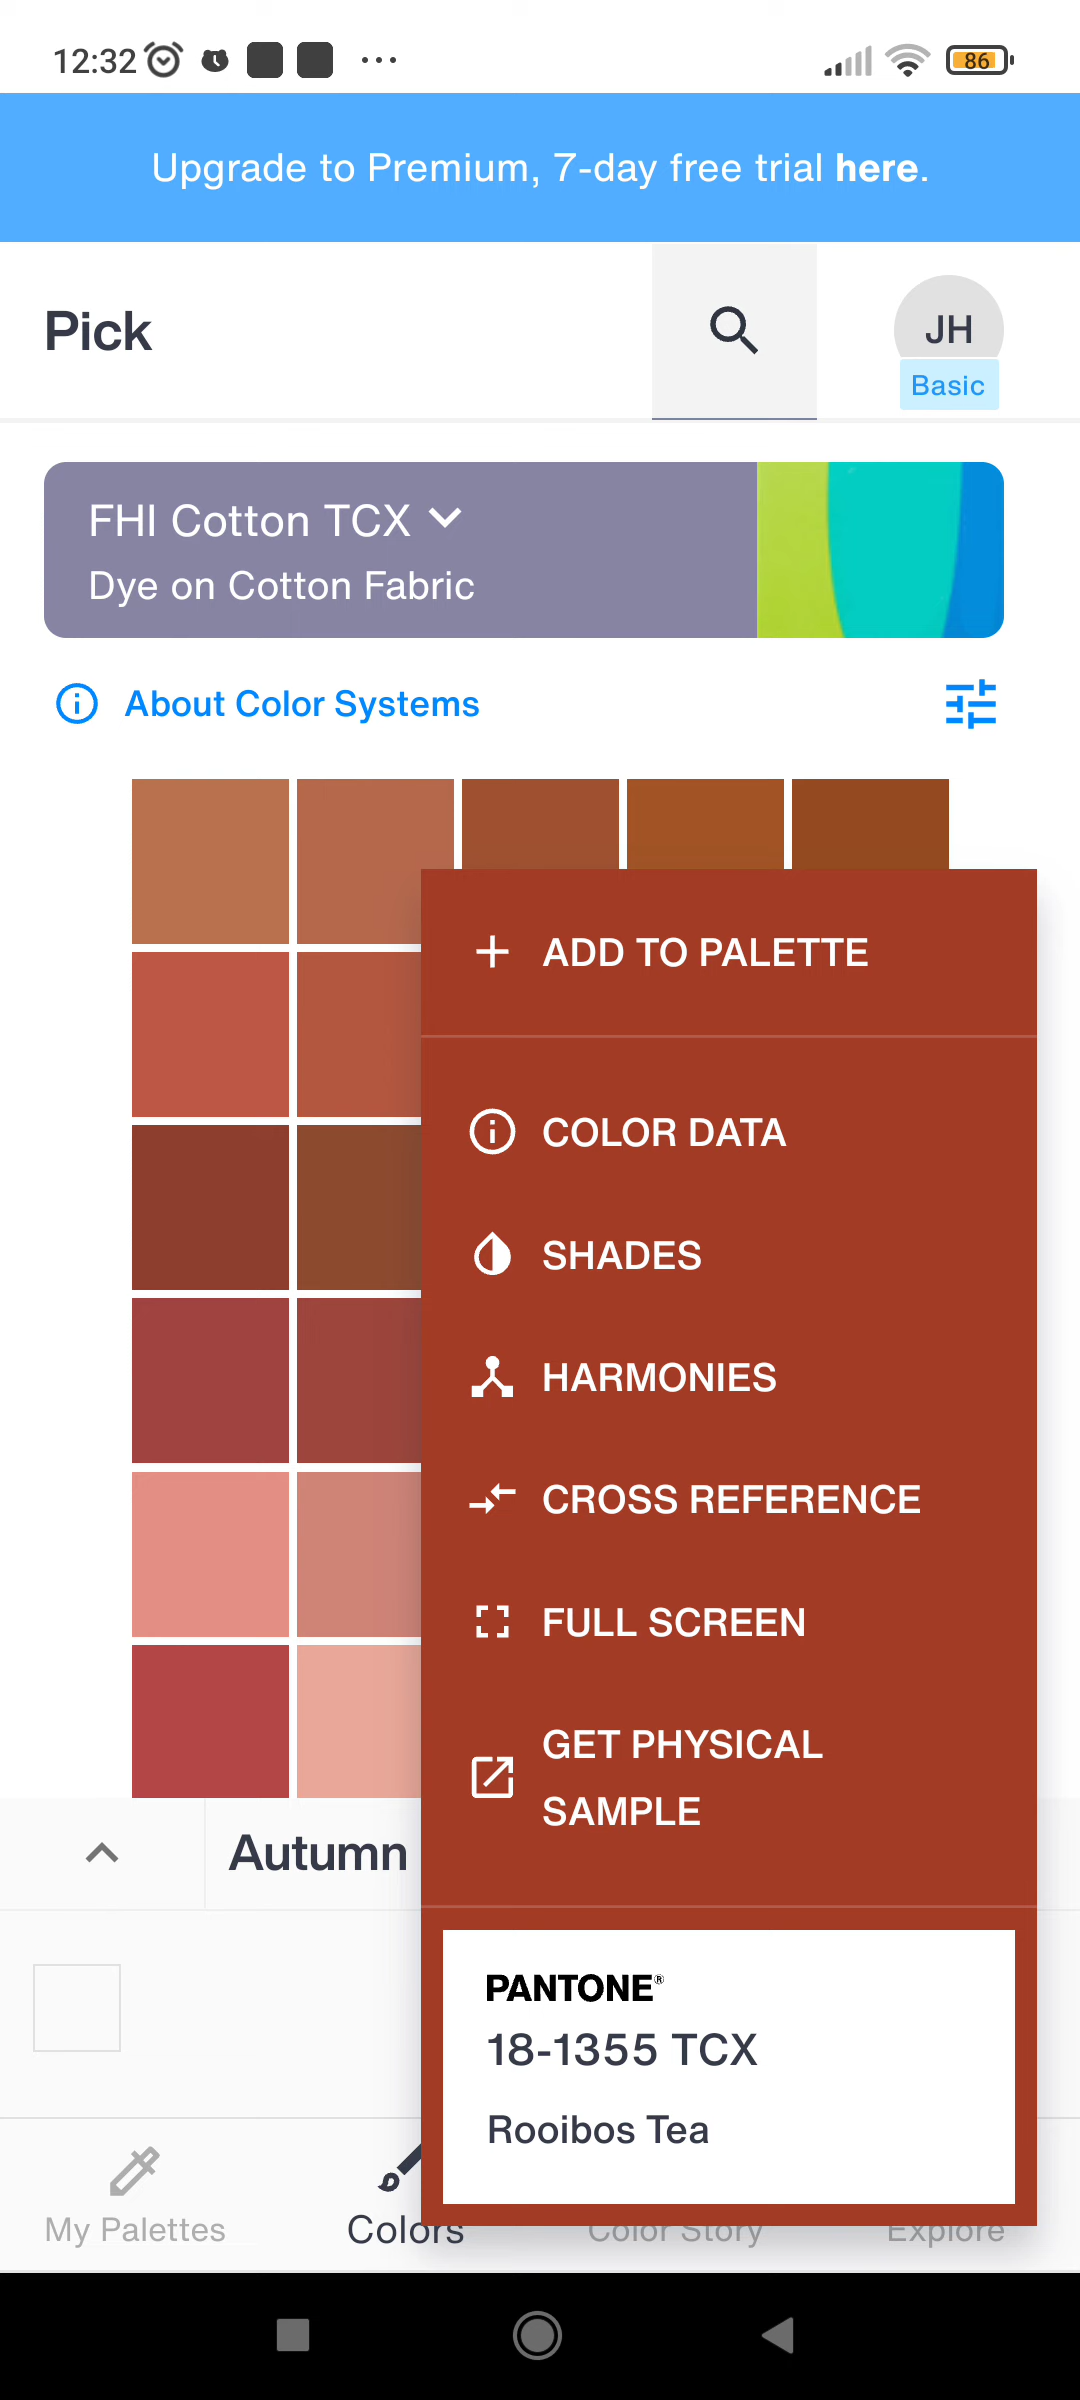 12:32
86
Upgrade to Premium, 7-day free trial here.
Pick
JH
Basic
FHI Cotton TCX
Dye on Cotton Fabric
About Color Systems
ADD TO PALETTE
COLOR DATA
SHADES
HARMONIES
CROSS REFERENCE
FULL SCREEN
GET PHYSICAL
SAMPLE
Autumn
PANTONE®
18-1355 TCX
Rooibos Tea
My Palettes
Colors
Color Story
Explore